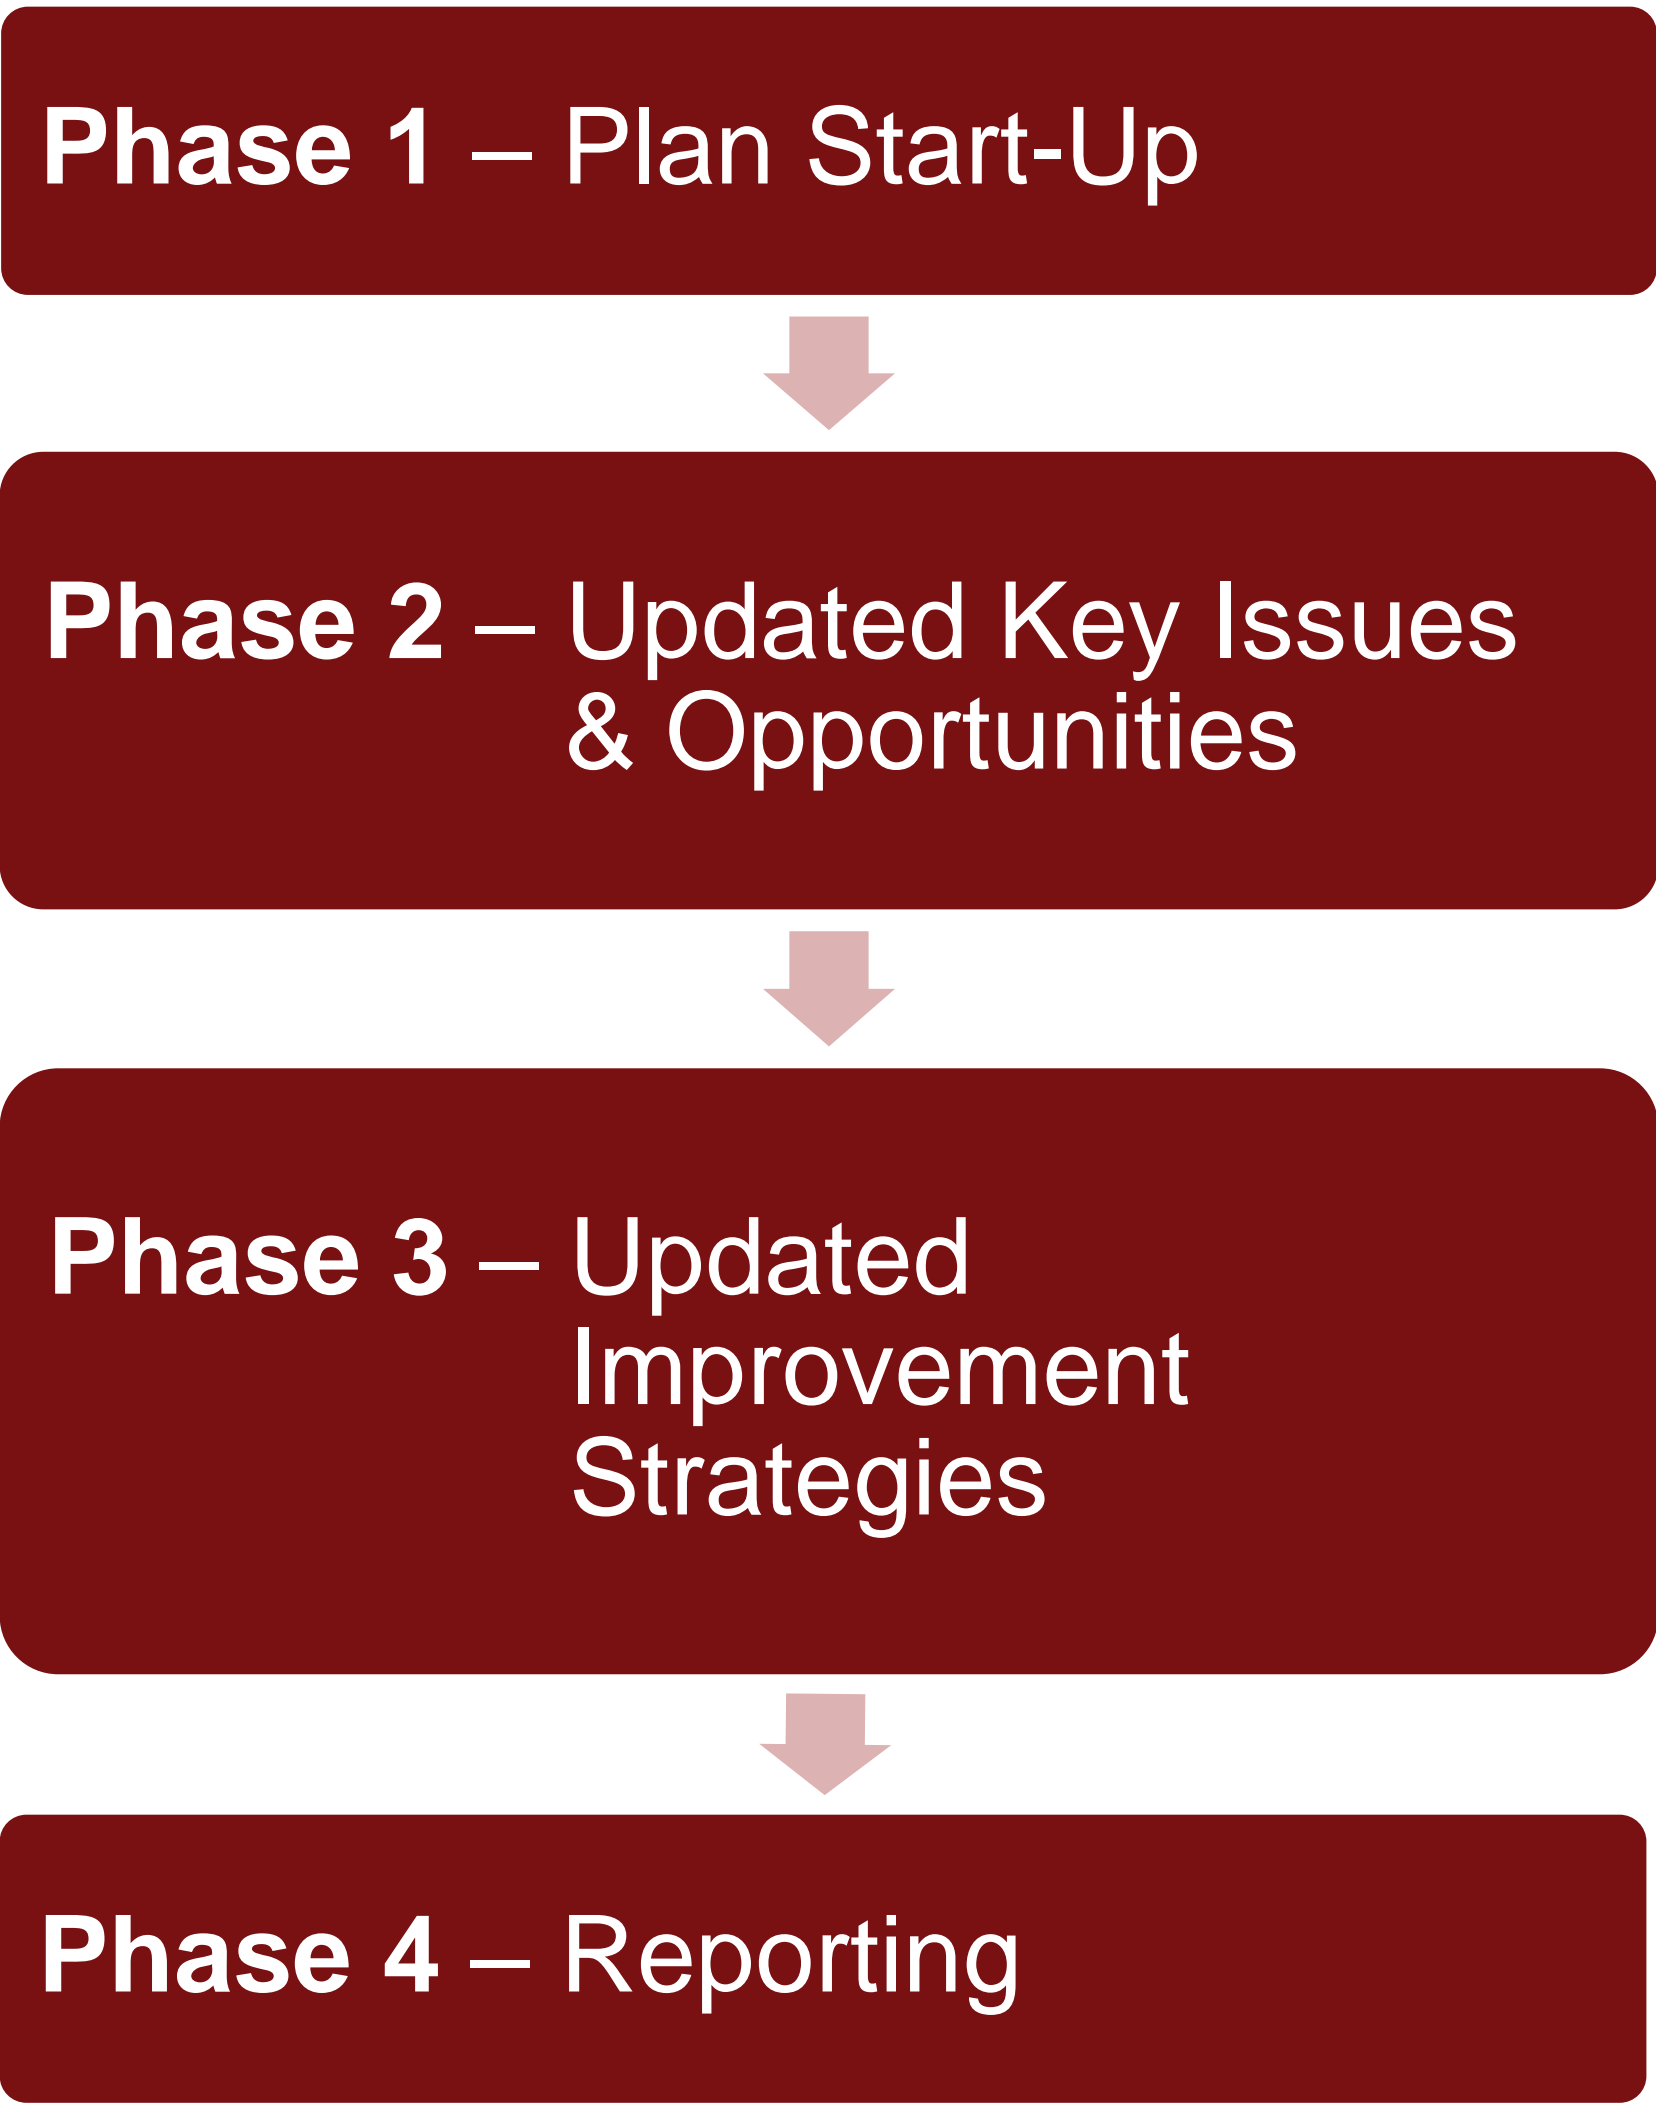 Phase 1 – Plan Start-Up
Phase 2 – Updated Key Issues
& Opportunities
Phase 3 – Updated
Improvement
Strategies
Phase 4 – Reporting